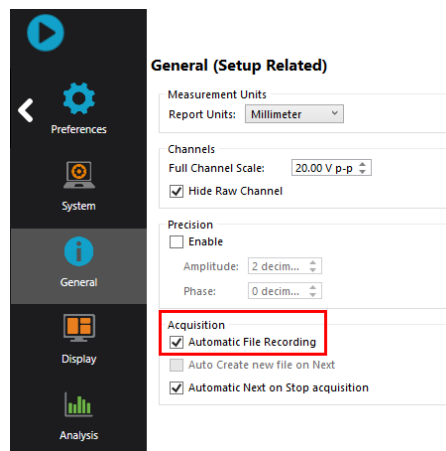 Preferences
System
General
Display
Analysis
General (Setup Related)
Measurement Units
Report Units: Millimeter
Channels
Full Channel Scale: 20.00 V p-p
Hide Raw Channel
Precision
Enable
Amplitude: 2 decim...
Phase: 0 decim...
Acquisition
Automatic File Recording
Auto Create new file on Next
Automatic Next on Stop acquisition